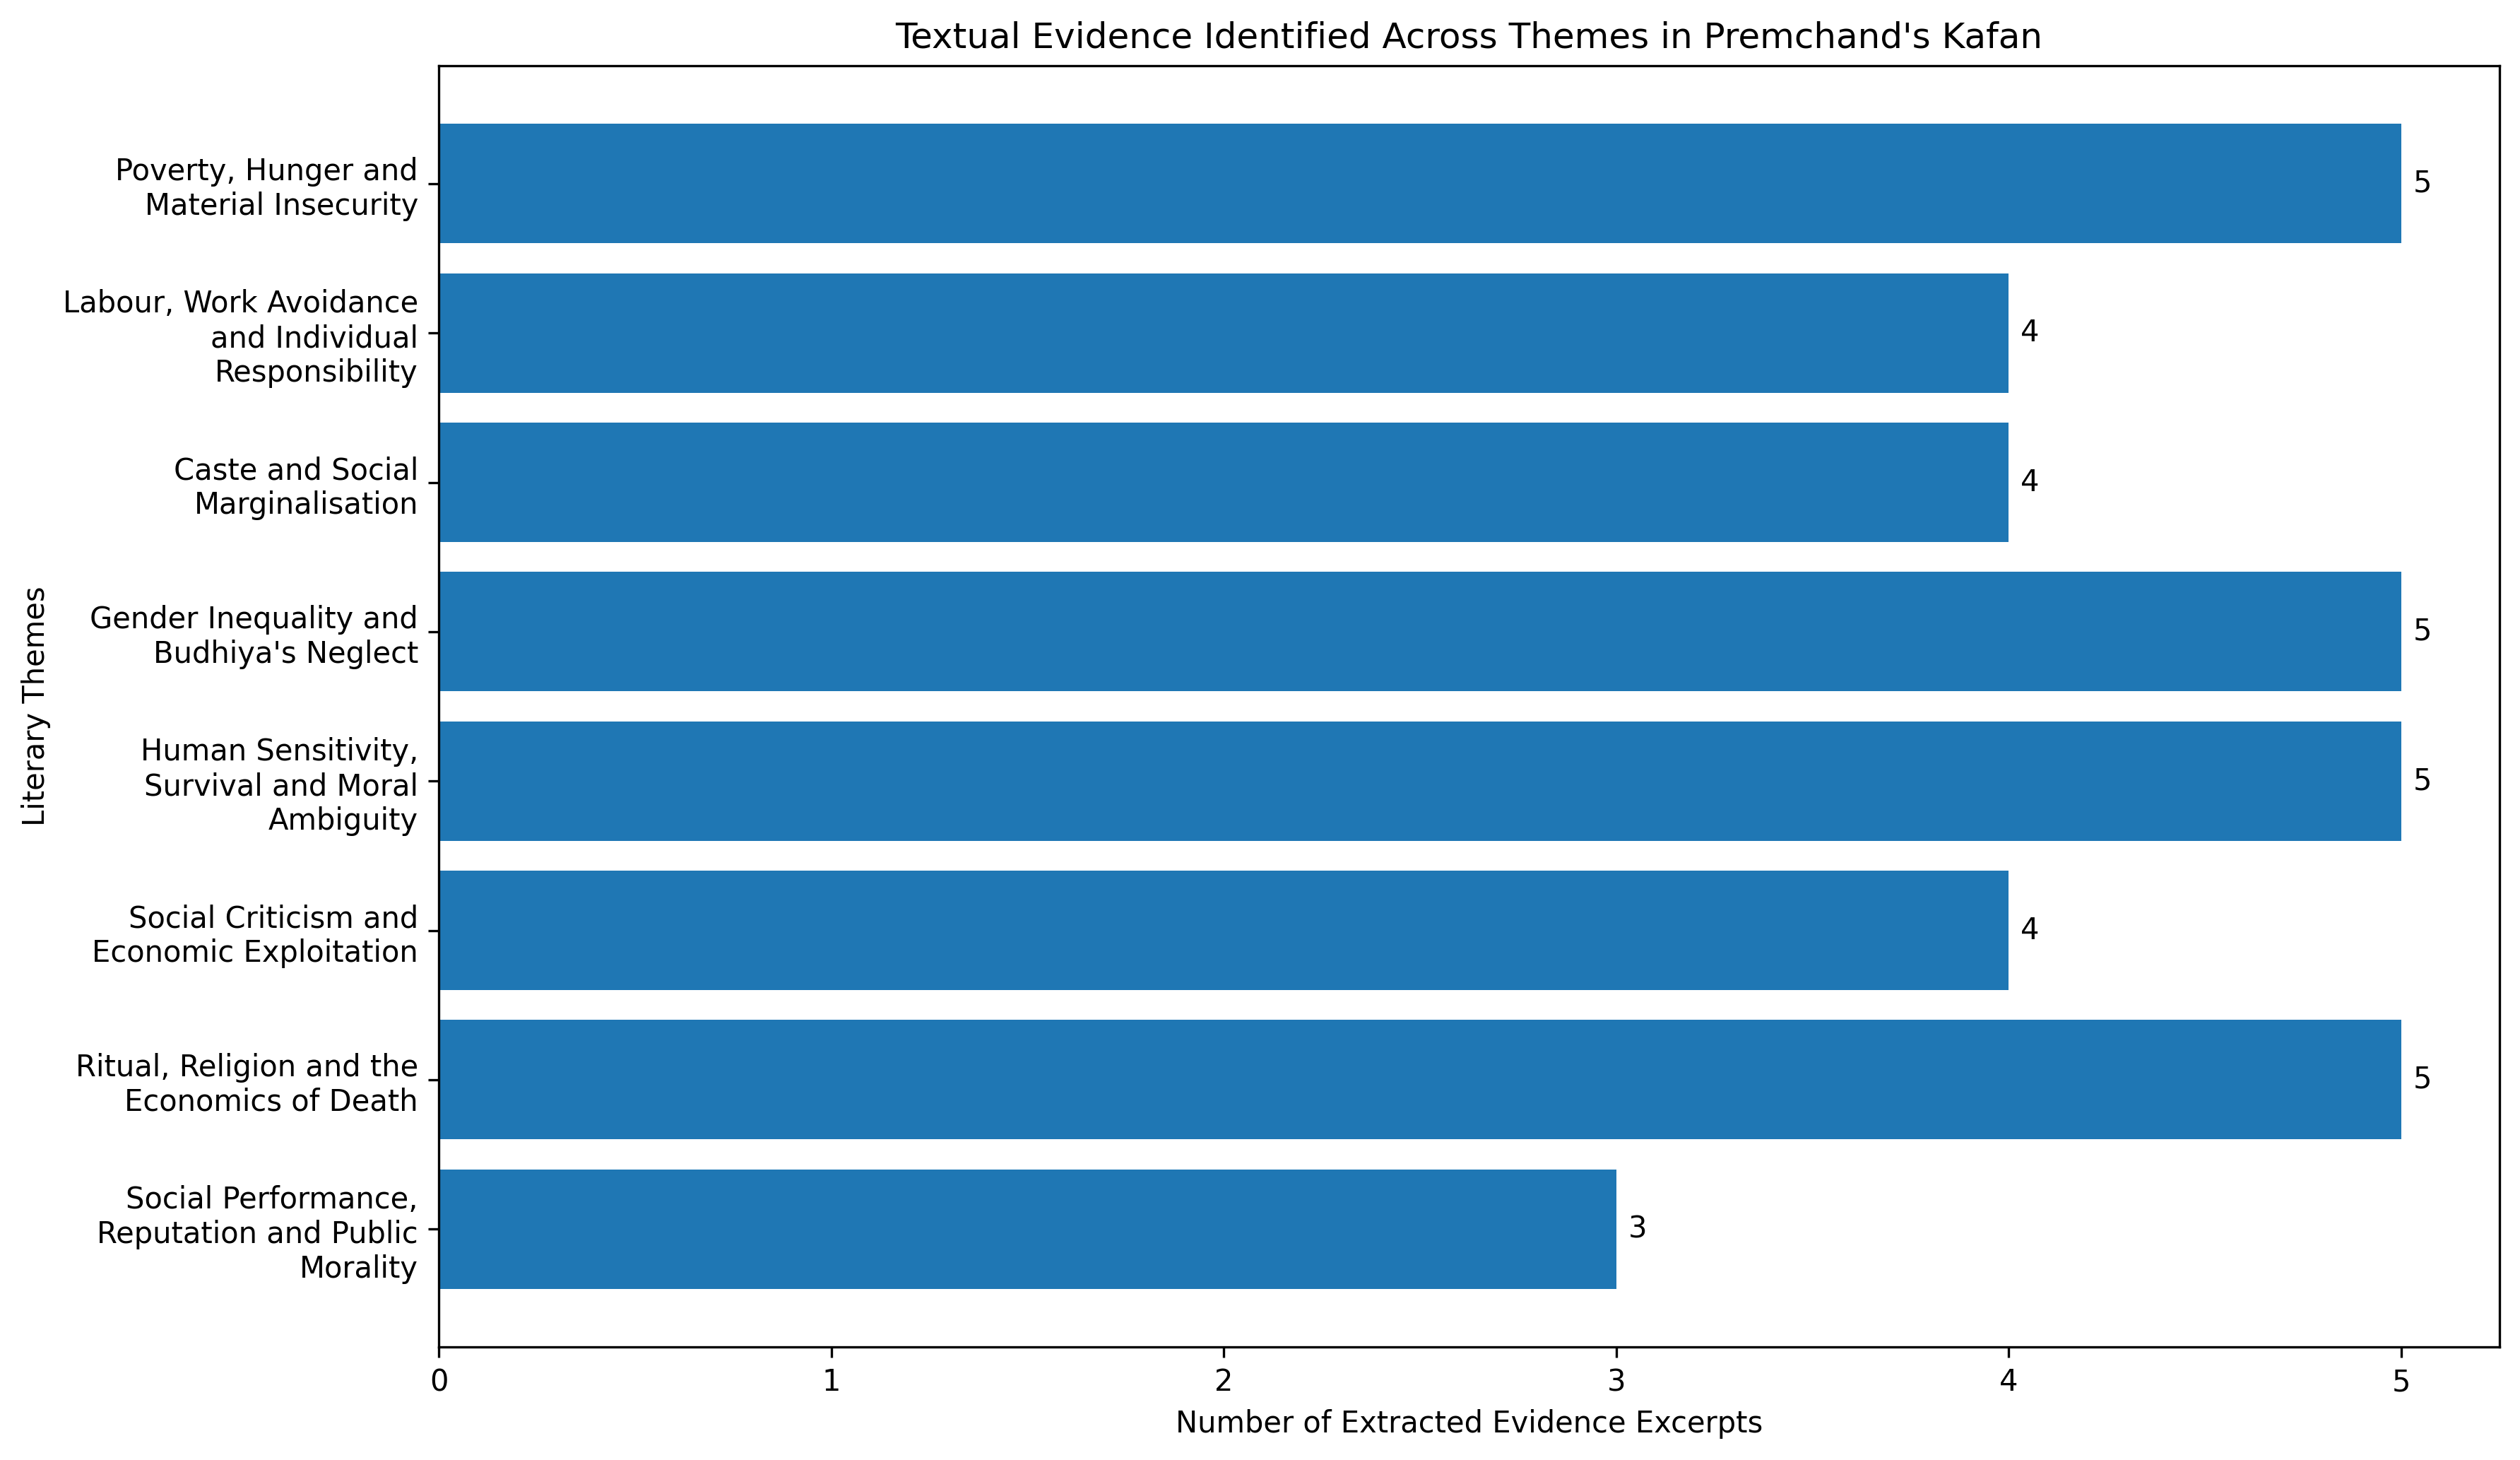 Textual Evidence Identified Across Themes in Premchand's Kafan
Literary Themes
Poverty, Hunger and
Material Insecurity
5
Labour, Work Avoidance
and Individual
Responsibility
4
Caste and Social
Marginalisation
4
Gender Inequality and
Budhiya's Neglect
5
Human Sensitivity,
Survival and Moral
Ambiguity
5
Social Criticism and
Economic Exploitation
4
Ritual, Religion and the
Economics of Death
5
Social Performance,
Reputation and Public
Morality
3
0 1 2 3 4 5
Number of Extracted Evidence Excerpts